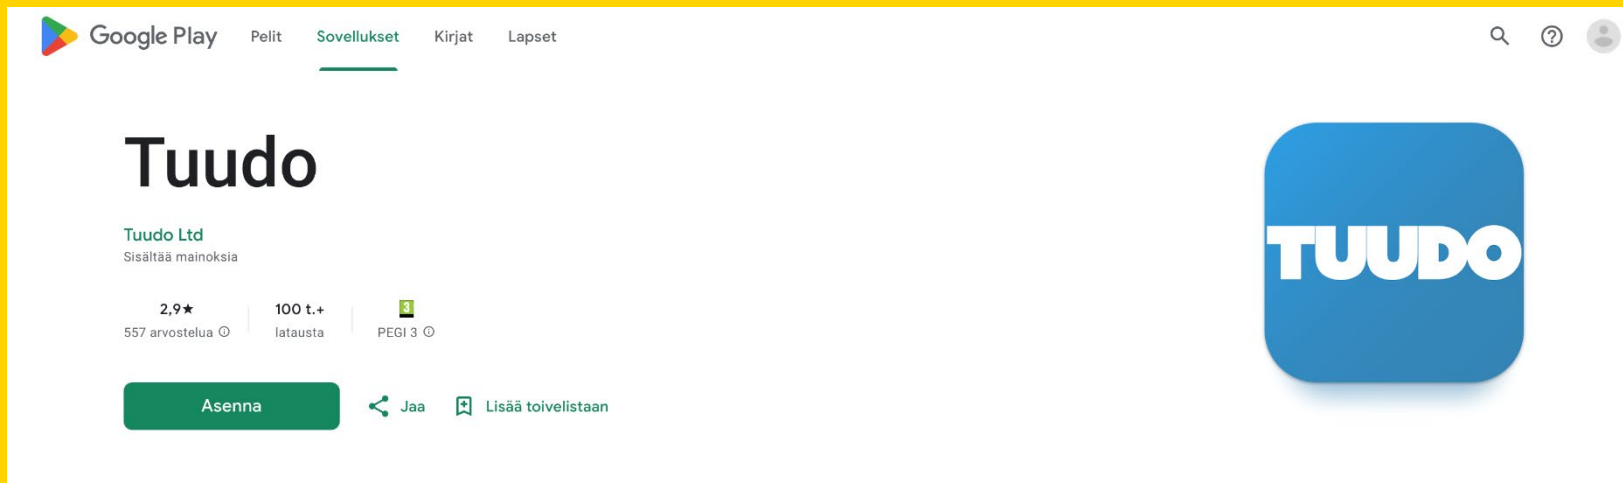 Google Play Pelit Sovellukset Kirjat Lapset
Tuudo
Tuudo Ltd
Sisältää mainoksia
2,9★ 100 t.+ 3
557 arvostelua latausta PEGI 3
Asenna Jaa Lisää toivelistaan
TUUDO